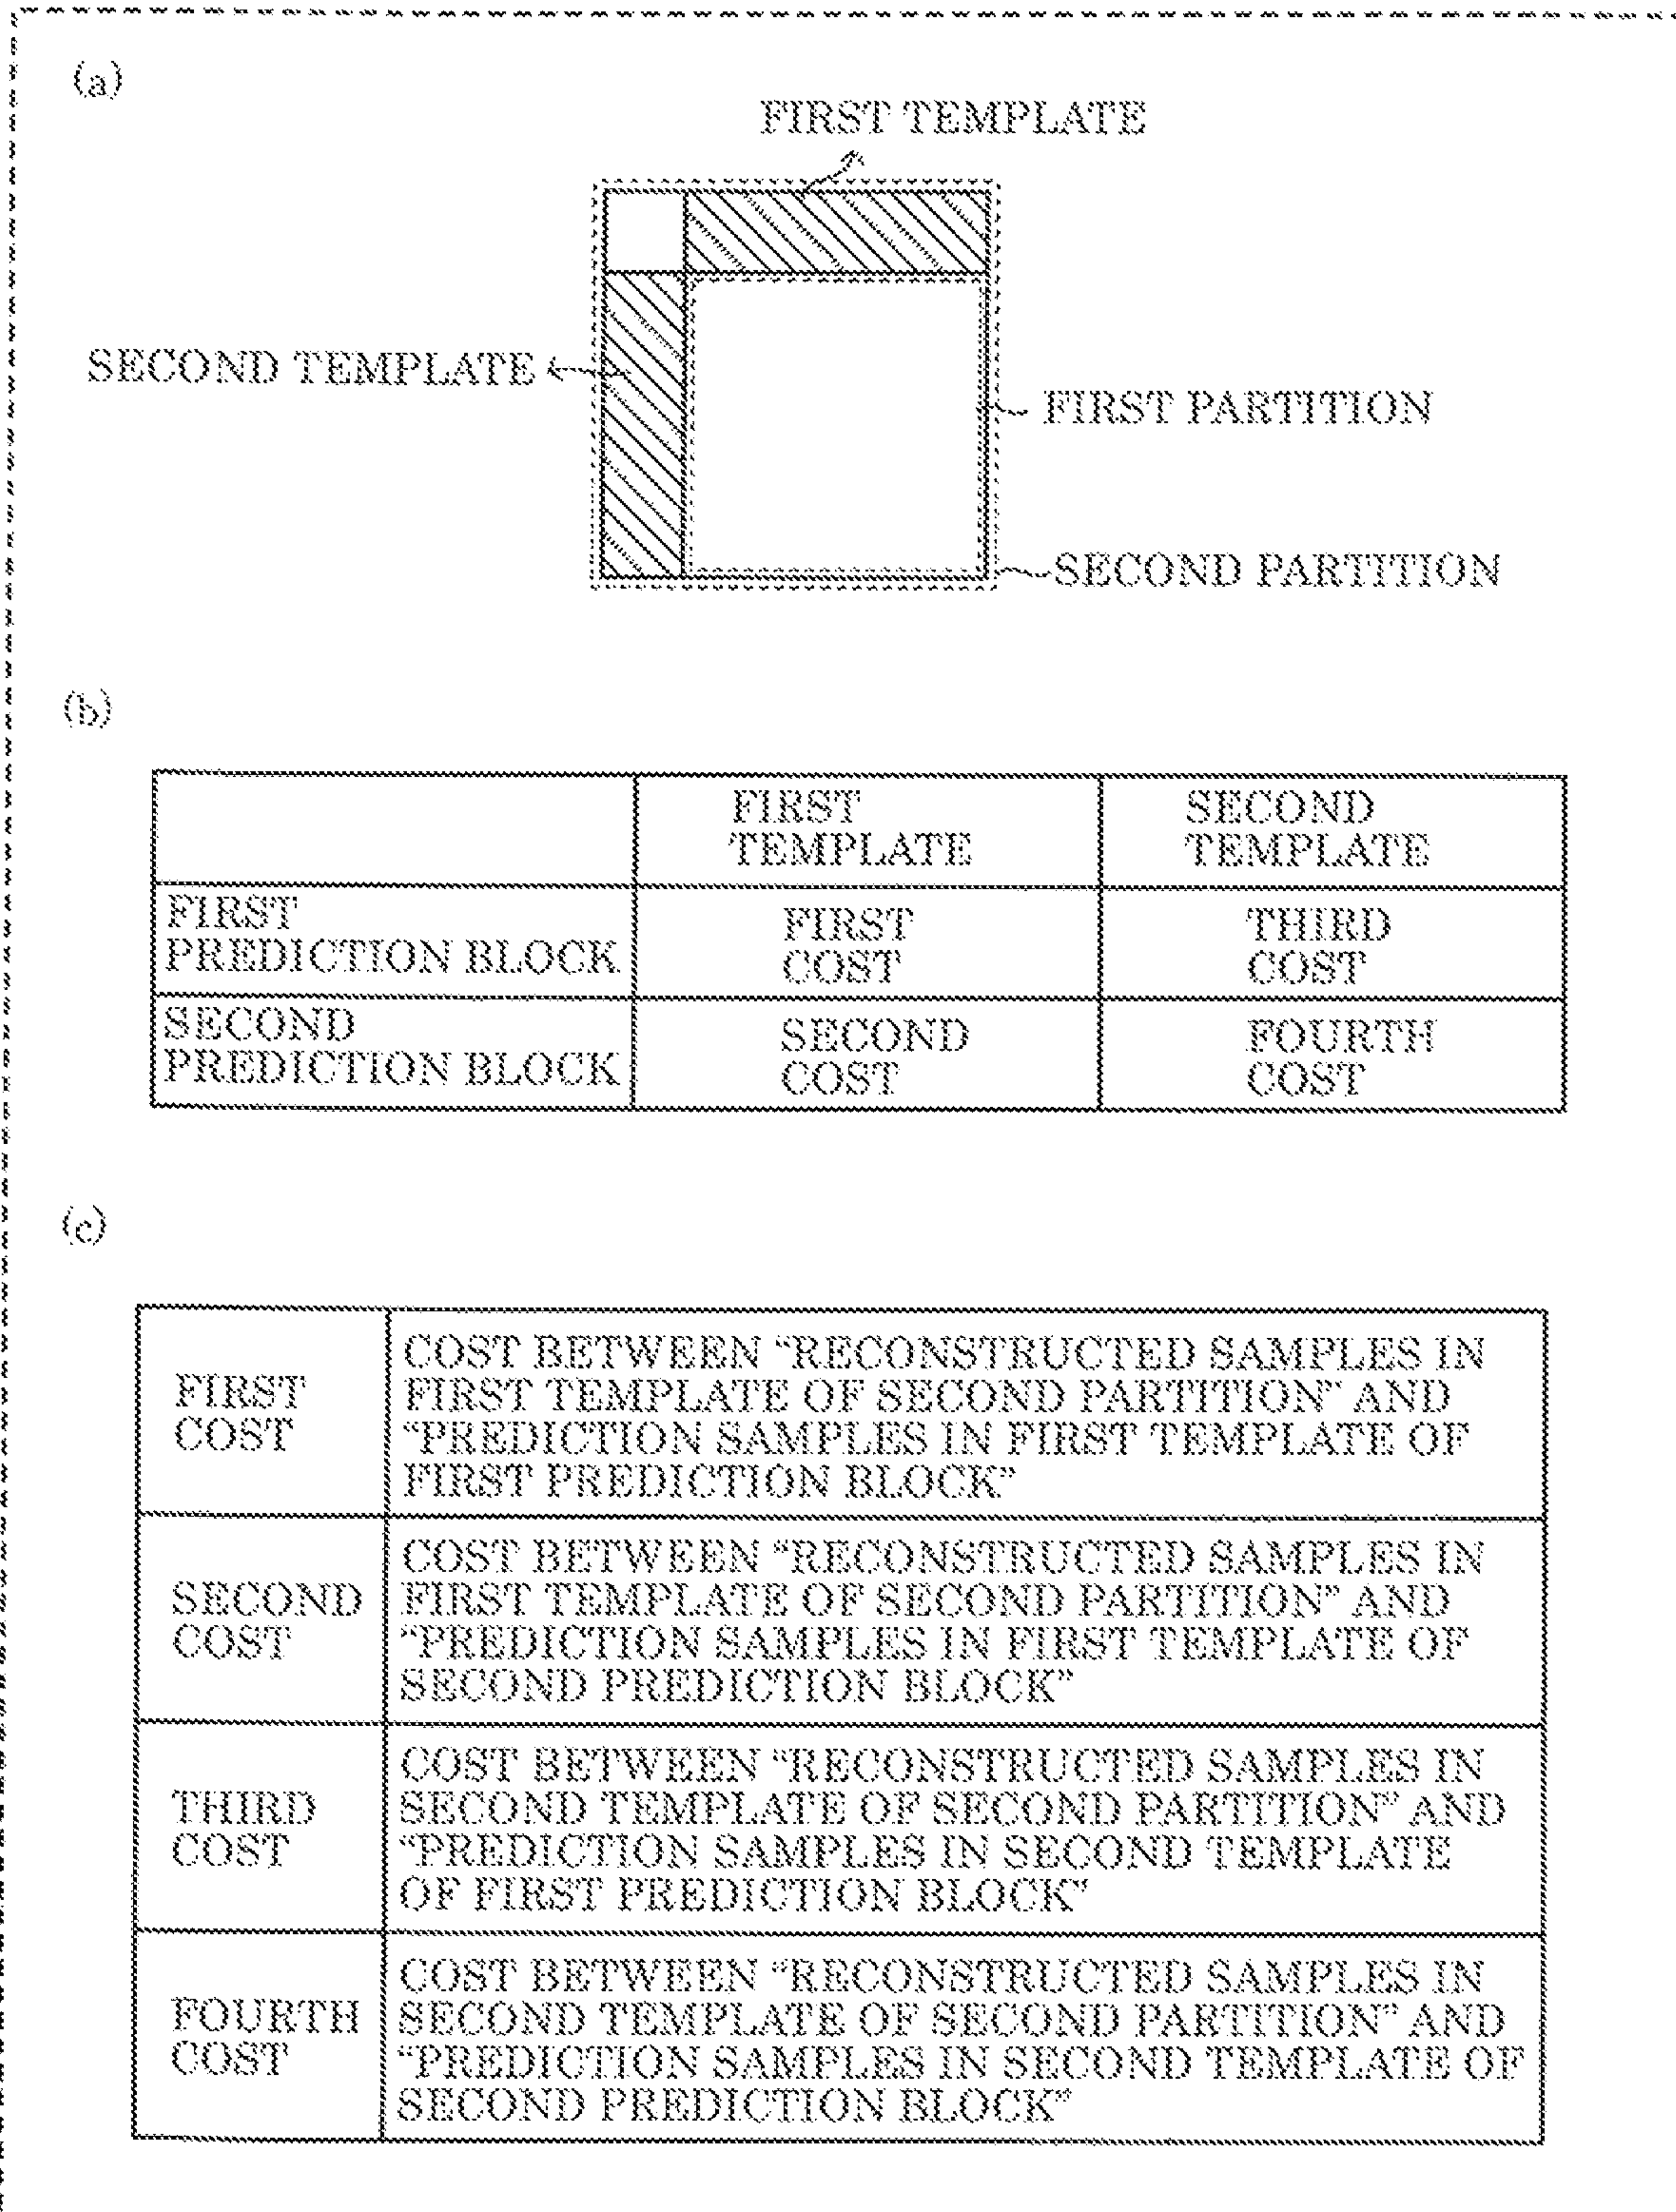 (a)
FIRST TEMPLATE
SECOND TEMPLATE
FIRST PARTITION
SECOND PARTITION
(b)
FIRST
TEMPLATE
SECOND
TEMPLATE
FIRST
PREDICTION BLOCK
FIRST
COST
THIRD
COST
SECOND
PREDICTION BLOCK
SECOND
COST
FOURTH
COST
(c)
FIRST
COST
COST BETWEEN “RECONSTRUCTED SAMPLES IN
FIRST TEMPLATE OF SECOND PARTITION” AND
“PREDICTION SAMPLES IN FIRST TEMPLATE OF
FIRST PREDICTION BLOCK”
SECOND
COST
COST BETWEEN “RECONSTRUCTED SAMPLES IN
FIRST TEMPLATE OF SECOND PARTITION” AND
“PREDICTION SAMPLES IN FIRST TEMPLATE OF
SECOND PREDICTION BLOCK”
THIRD
COST
COST BETWEEN “RECONSTRUCTED SAMPLES IN
SECOND TEMPLATE OF SECOND PARTITION” AND
“PREDICTION SAMPLES IN SECOND TEMPLATE
OF FIRST PREDICTION BLOCK”
FOURTH
COST
COST BETWEEN “RECONSTRUCTED SAMPLES IN
SECOND TEMPLATE OF SECOND PARTITION” AND
“PREDICTION SAMPLES IN SECOND TEMPLATE OF
SECOND PREDICTION BLOCK”